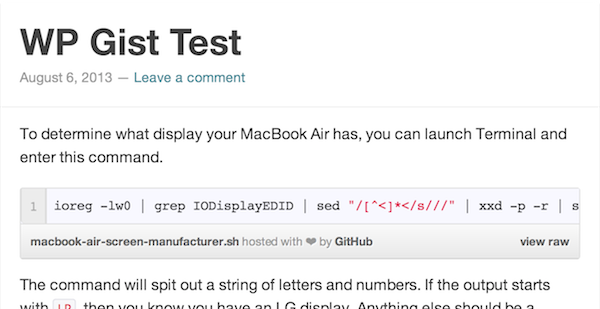 WP Gist Test
August 6, 2013 — Leave a comment
To determine what display your MacBook Air has, you can launch Terminal and
enter this command.
1 ioreg -lw0 | grep IODisplayEDID | sed "/[^<]*</s///" | xxd -p -r | s
macbook-air-screen-manufacturer.sh hosted with ❤ by GitHub view raw
The command will spit out a string of letters and numbers. If the output starts
with LP, then you know you have an LG display. Anything else should be a